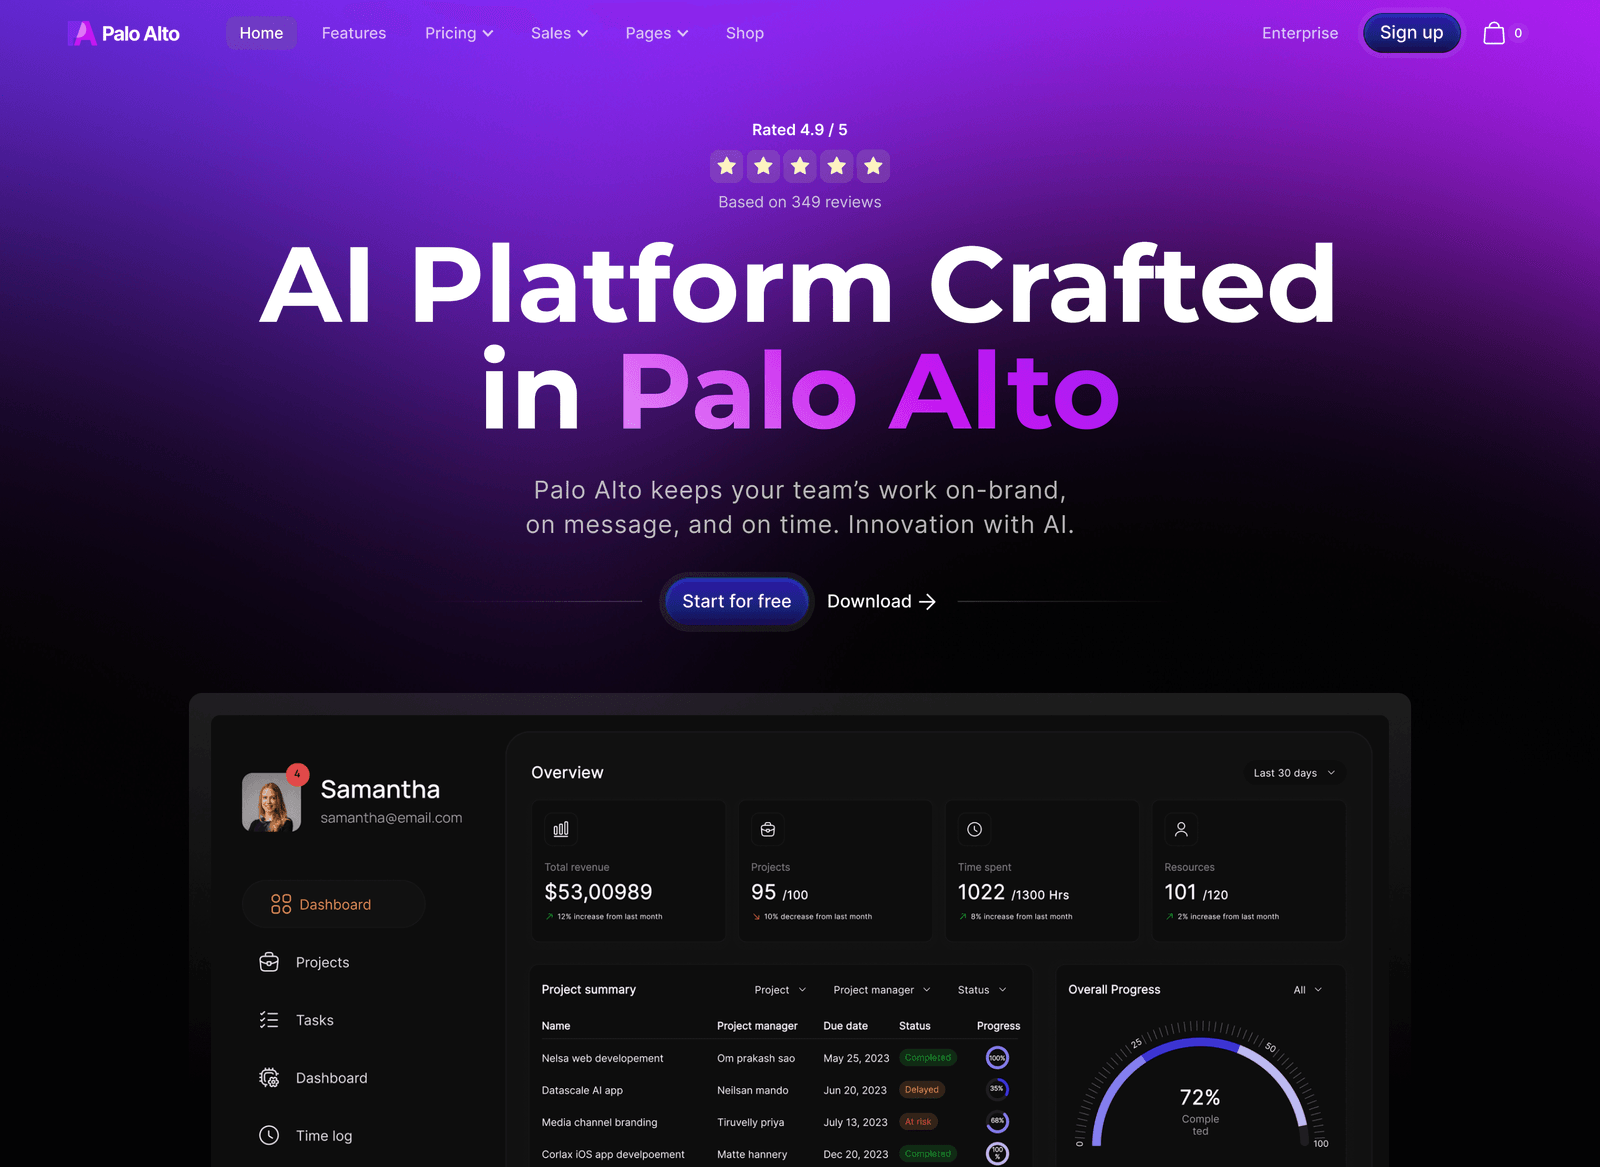 Palo Alto
Home
Features
Pricing
Sales
Pages
Shop
Enterprise
Sign up
0
Rated 4.9 / 5
Based on 349 reviews
AI Platform Crafted
in Palo Alto
Palo Alto keeps your team’s work on-brand,
on message, and on time. Innovation with AI.
Start for free
Download
4
Samantha
samantha@email.com
Dashboard
Projects
Tasks
Dashboard
Time log
Overview
Last 30 days
Total revenue
$53,00989
12% increase from last month
Projects
95 /100
10% decrease from last month
Time spent
1022 /1300 Hrs
8% increase from last month
Resources
101 /120
2% increase from last month
Project summary
Project
Project manager
Status
Name Project manager Due date Status Progress
Nelsa web developement Om prakash sao May 25, 2023 Completed 100%
Datascale AI app Neilsan mando Jun 20, 2023 Delayed 35%
Media channel branding Tiruvelly priya July 13, 2023 At risk 68%
Corlax iOS app develpoement Matte hannery Dec 20, 2023 Completed 100
%
Overall Progress
All
0
25
50
100
72%
Comple
ted